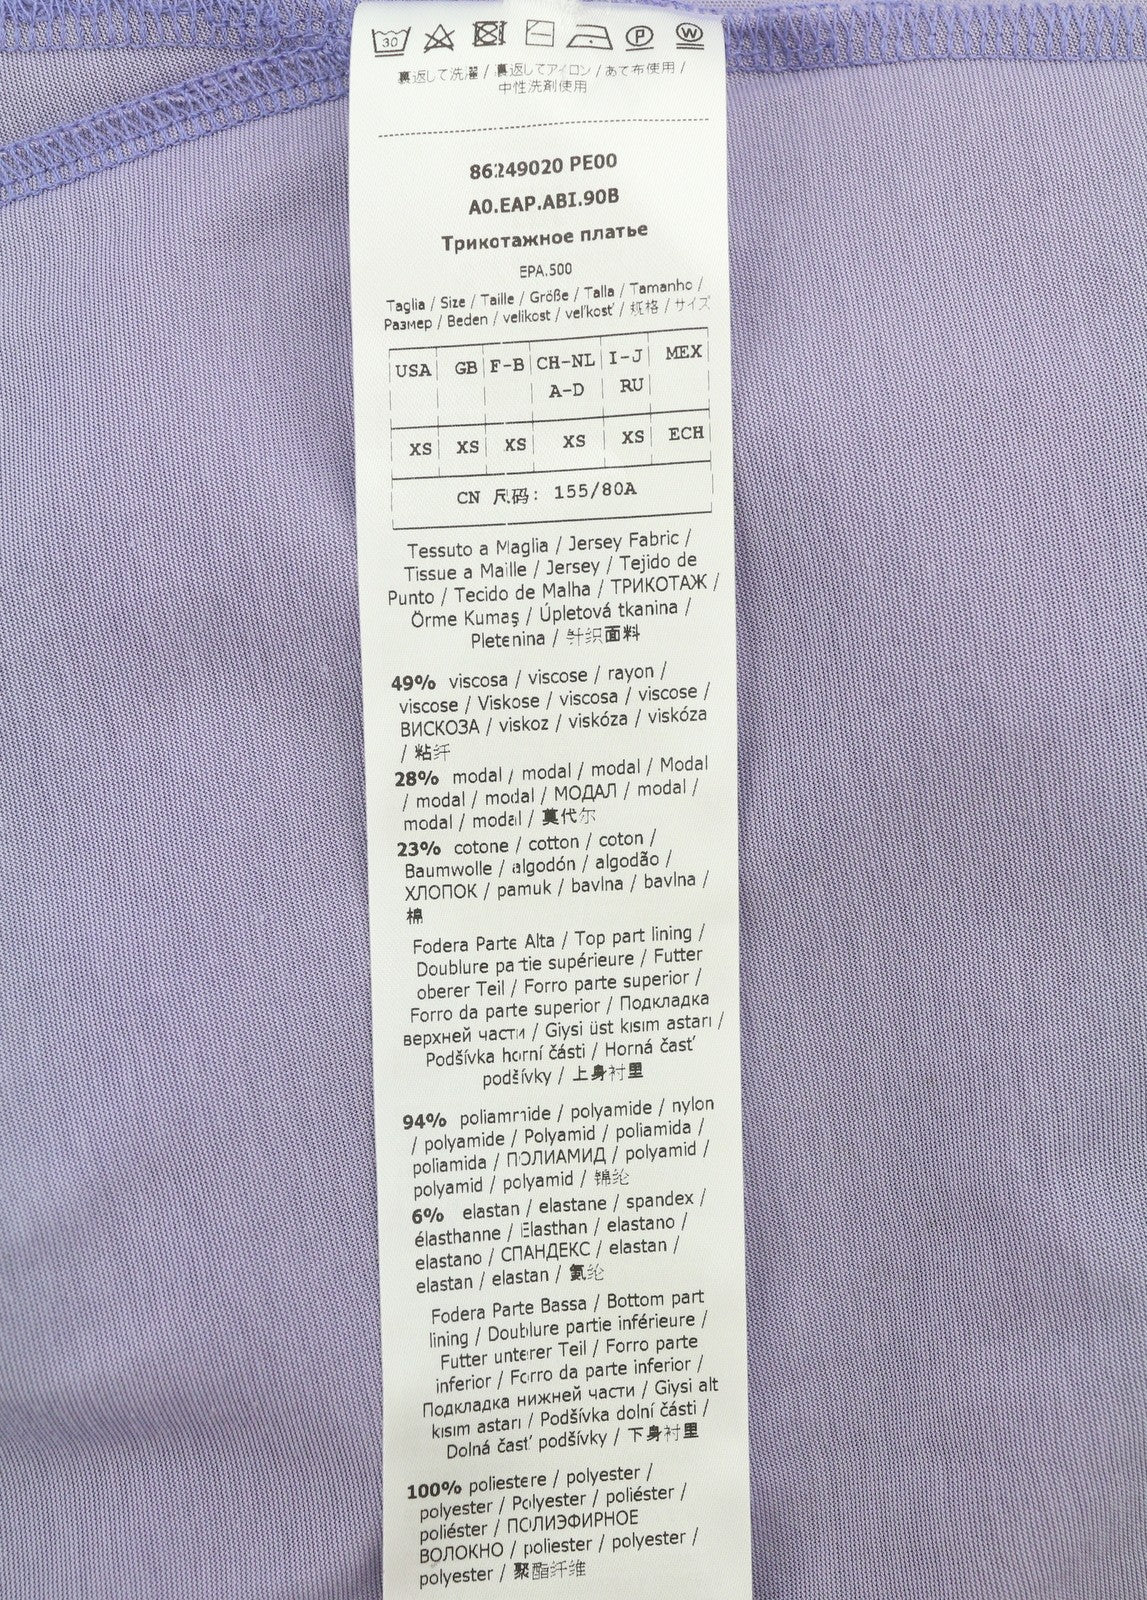 30 P W
裏返して洗濯 / 裏返してアイロン / あて布使用 /
中性洗剤使用
86249020 PE00
A0.EAP.ABI.90B
Трикотажное платье
EPA.500
Taglia / Size / Taille / Größe / Talla / Tamanho /
Размер / Beden / velikost / veľkosť / 规格 / サイズ
USA GB F-B CH-NL I-J MEX
A-D RU
XS XS XS XS XS ECH
CN 尺码: 155/80A
Tessuto a Maglia / Jersey Fabric /
Tissue a Maille / Jersey / Tejido de
Punto / Tecido de Malha / ТРИКОТАЖ /
Örme Kumaş / Úpletová tkanina /
Pletenina / 针织面料
49% viscosa / viscose / rayon /
viscose / Viskose / viscosa / viscose /
ВИСКОЗА / viskoz / viskóza / viskóza
/ 粘纤
28% modal / modal / modal / Modal
/ modal / modal / МОДАЛ / modal /
modal / modal / 莫代尔
23% cotone / cotton / coton /
Baumwolle / algodón / algodão /
ХЛОПОК / pamuk / bavlna / bavlna /
棉
Fodera Parte Alta / Top part lining /
Doublure partie supérieure / Futter
oberer Teil / Forro parte superior /
Forro da parte superior / Подкладка
верхней части / Giysi üst kısım astarı /
Podšívka horní části / Horná časť
podšívky / 上身衬里
94% poliammide / polyamide / nylon
/ polyamide / Polyamid / poliamida /
poliamida / ПОЛИАМИД / polyamid /
polyamid / polyamid / 锦纶
6% elastan / elastane / spandex /
élasthanne / Elasthan / elastano /
elastano / СПАНДЕКС / elastan /
elastan / elastan / 氨纶
Fodera Parte Bassa / Bottom part
lining / Doublure partie inférieure /
Futter unterer Teil / Forro parte
inferior / Forro da parte inferior /
Подкладка нижней части / Giysi alt
kısım astarı / Podšívka dolní části /
Dolná časť podšívky / 下身衬里
100% poliestere / polyester /
polyester / Polyester / poliéster /
poliéster / ПОЛИЭФИРНОЕ
ВОЛОКНО / poliester / polyester /
polyester / 聚酯纤维